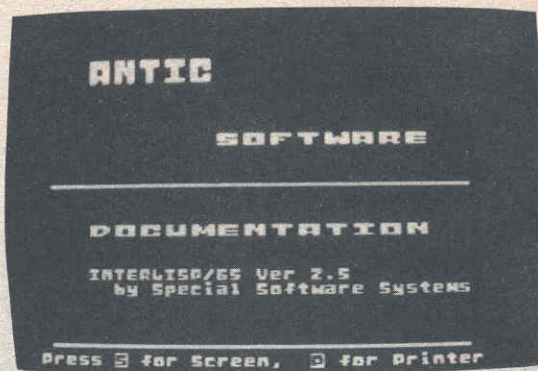 ANTIC
SOFTWARE
DOCUMENTATION
INTERLISP/65 Ver 2.5
by Special Software Systems
Press S for Screen, P for Printer